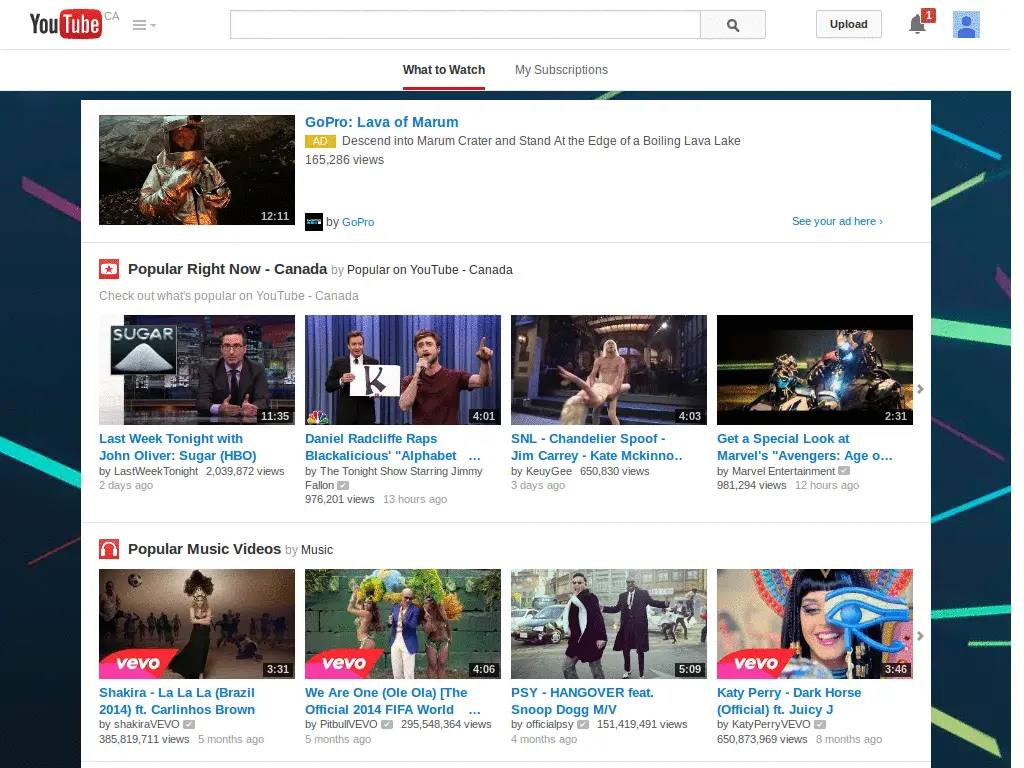 YouTube CA
Upload
1
What to Watch My Subscriptions
GoPro: Lava of Marum
AD Descend into Marum Crater and Stand At the Edge of a Boiling Lava Lake
165,286 views
12:11
by GoPro
See your ad here ›
Popular Right Now - Canada by Popular on YouTube - Canada
Check out what's popular on YouTube - Canada
SUGAR
11:35
Last Week Tonight with
John Oliver: Sugar (HBO)
by LastWeekTonight 2,039,872 views
2 days ago
K
4:01
Daniel Radcliffe Raps
Blackalicious' "Alphabet ...
by The Tonight Show Starring Jimmy
Fallon
976,201 views 13 hours ago
4:03
SNL - Chandelier Spoof -
Jim Carrey - Kate Mckinno..
by KeuyGee 650,830 views
3 days ago
2:31
Get a Special Look at
Marvel's "Avengers: Age o...
by Marvel Entertainment
981,294 views 12 hours ago
Popular Music Videos by Music
vevo
3:31
Shakira - La La La (Brazil
2014) ft. Carlinhos Brown
by shakiraVEVO
385,819,711 views 5 months ago
vevo
4:06
We Are One (Ole Ola) [The
Official 2014 FIFA World ...
by PitbullVEVO 295,548,364 views
5 months ago
5:09
PSY - HANGOVER feat.
Snoop Dogg M/V
by officialpsy 151,419,491 views
4 months ago
vevo
3:46
Katy Perry - Dark Horse
(Official) ft. Juicy J
by KatyPerryVEVO
650,873,969 views 8 months ago